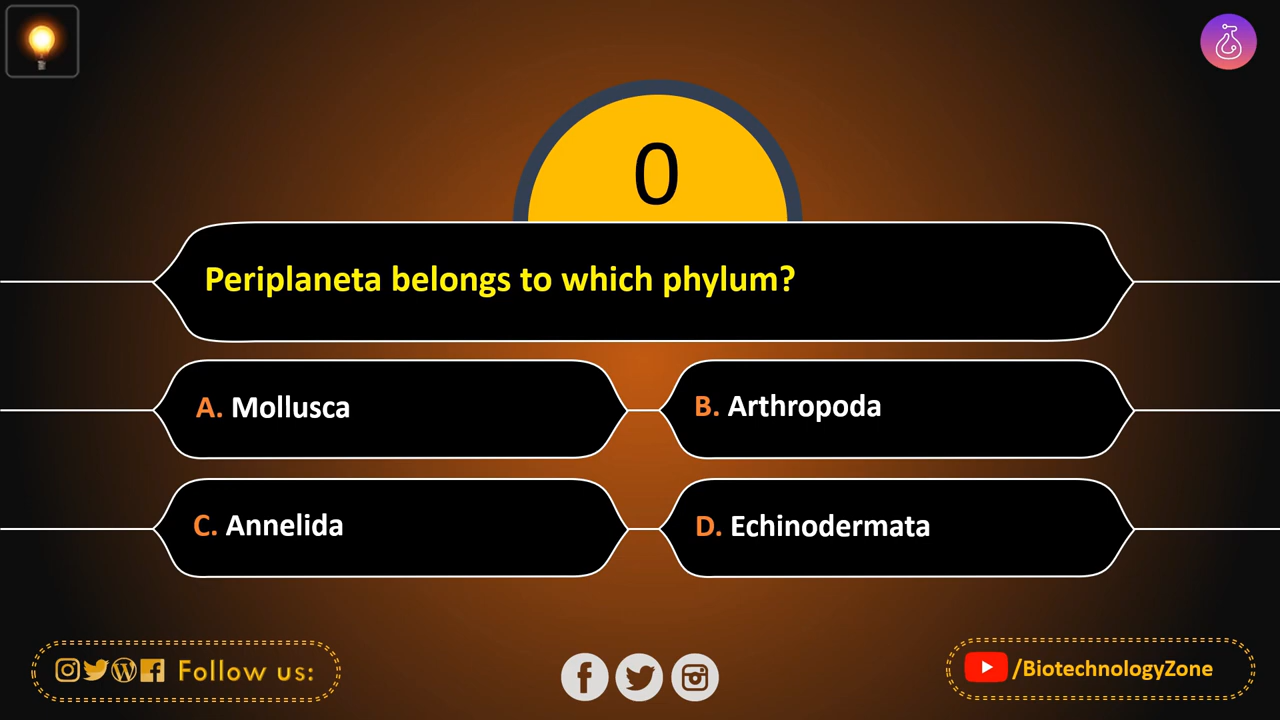 0
Periplaneta belongs to which phylum?
A. Mollusca
B. Arthropoda
C. Annelida
D. Echinodermata
Follow us:
/BiotechnologyZone